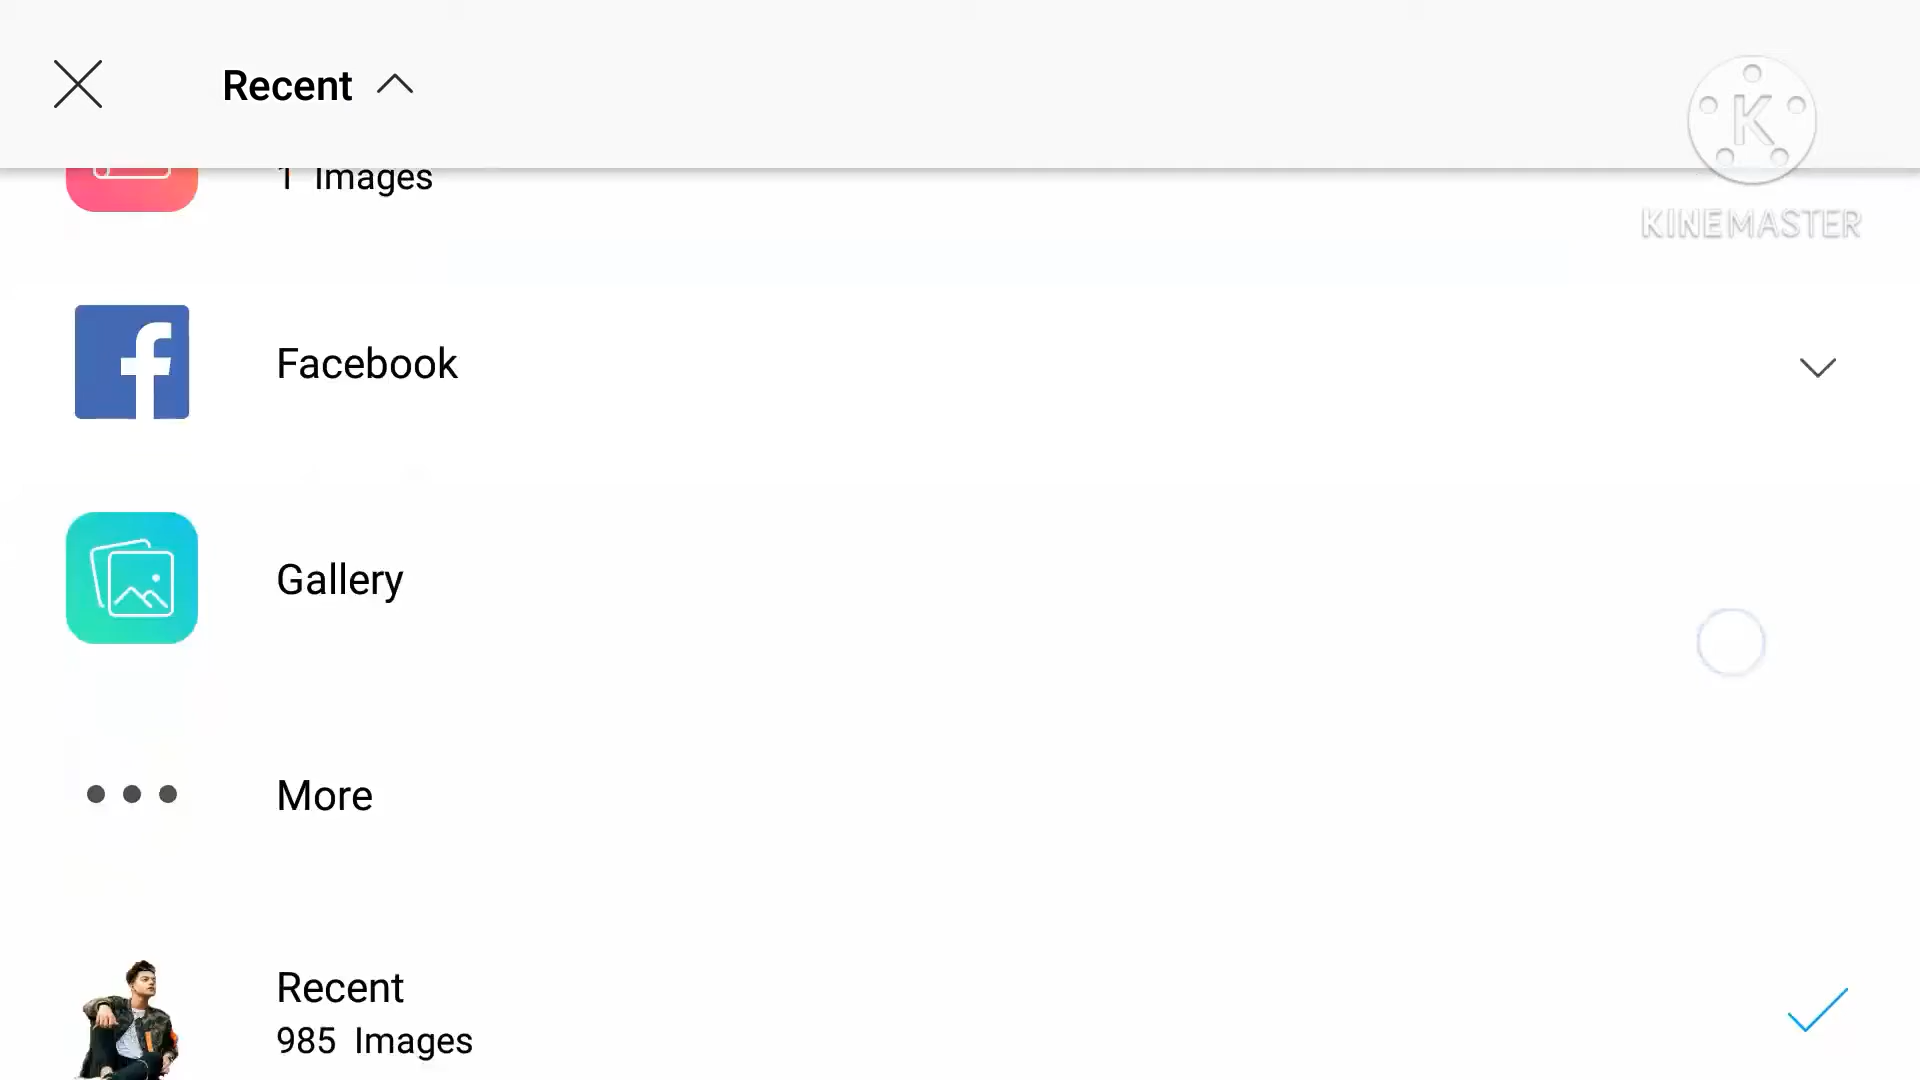 Recent
K
KINEMASTER
1 Images
Facebook
Gallery
More
Recent
985 Images